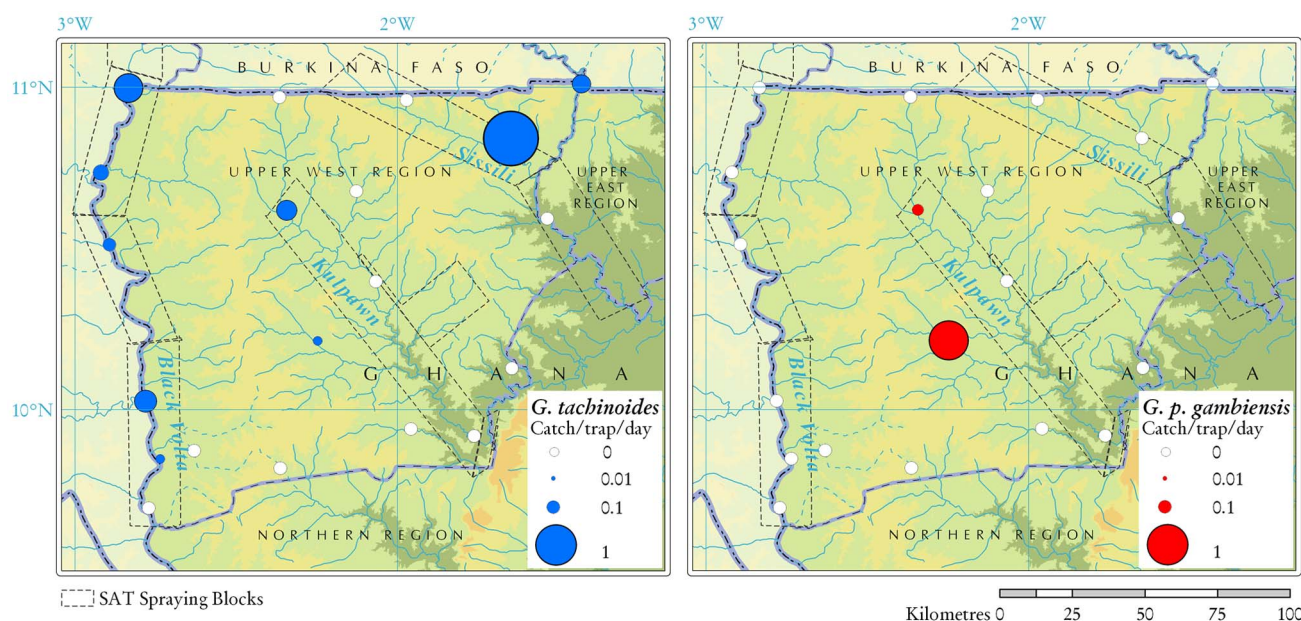 3°W 2°W 2°W
3°W 2°W
11°N
10°N
BURKINA FASO
UPPER WEST REGION
Sissili
UPPER
EAST
REGION
Kulpawn
Black Volta
GHANA
NORTHERN REGION
G. tachinoides
Catch/trap/day
0
0.01
0.1
1
BURKINA FASO
UPPER WEST REGION
Sissili
UPPER
EAST
REGION
Kulpawn
Black Volta
GHANA
NORTHERN REGION
G. p. gambiensis
Catch/trap/day
0
0.01
0.1
1
SAT Spraying Blocks
Kilometres 0 25 50 75 100